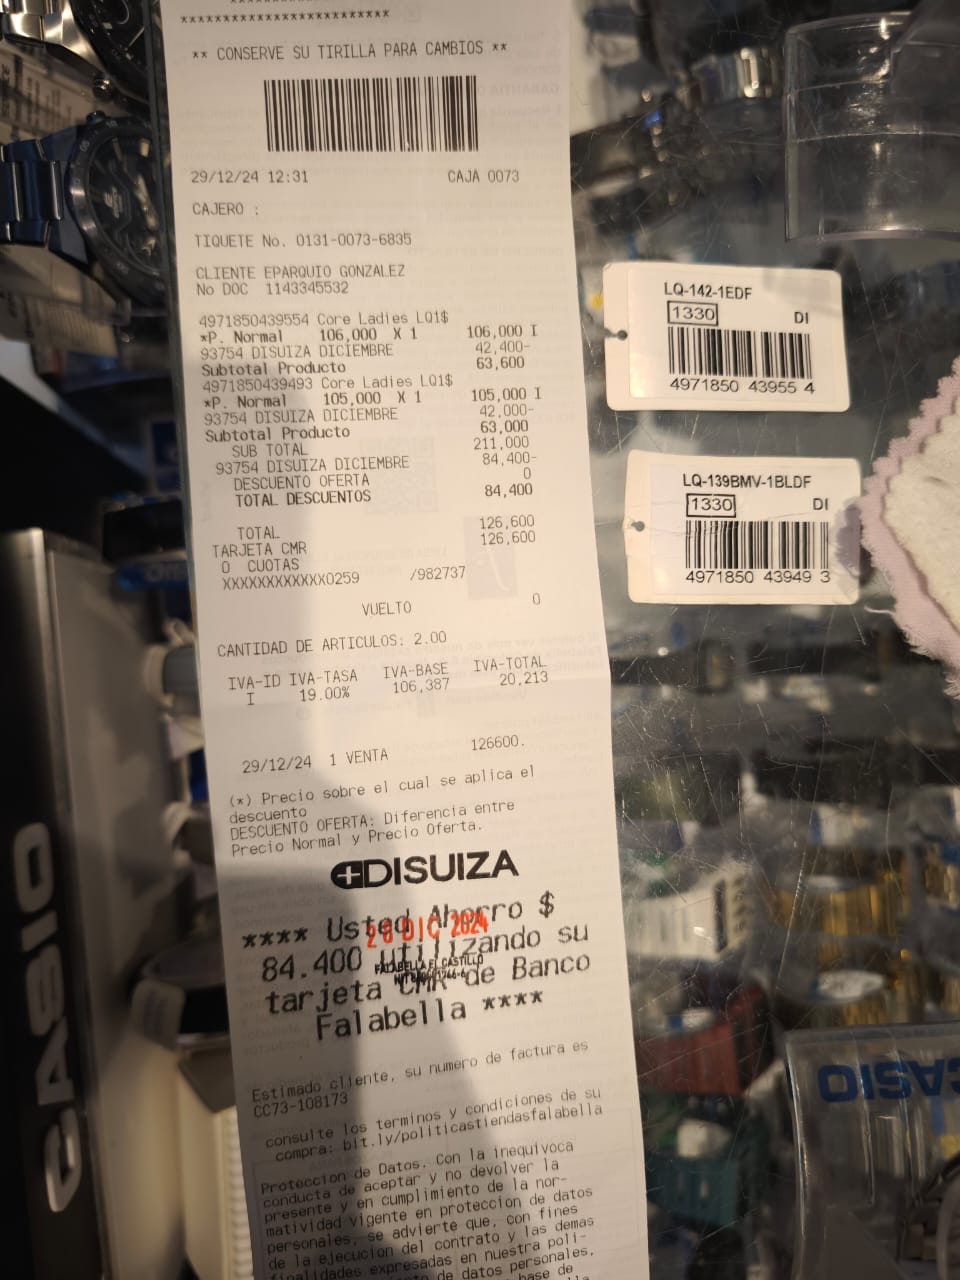 ************************
** CONSERVE SU TIRILLA PARA CAMBIOS **
29/12/24 12:31 CAJA 0073
CAJERO :
TIQUETE No. 0131-0073-6835
CLIENTE EPARQUIO GONZALEZ
No DOC 1143345532
4971850439554 Core Ladies LQ1$
*P. Normal 106,000 X 1 106,000 I
93754 DISUIZA DICIEMBRE 42,400-
Subtotal Producto 63,600
4971850439493 Core Ladies LQ1$
*P. Normal 105,000 X 1 105,000 I
93754 DISUIZA DICIEMBRE 42,000-
Subtotal Producto 63,000
SUB TOTAL 211,000
93754 DISUIZA DICIEMBRE 84,400-
DESCUENTO OFERTA 0
TOTAL DESCUENTOS 84,400
TOTAL 126,600
TARJETA CMR 126,600
0 CUOTAS
XXXXXXXXXXXX0259 /982737
VUELTO 0
CANTIDAD DE ARTICULOS: 2.00
IVA-ID IVA-TASA IVA-BASE IVA-TOTAL
I 19.00% 106,387 20,213
29/12/24 1 VENTA 126600.
(*) Precio sobre el cual se aplica el
descuento
DESCUENTO OFERTA: Diferencia entre
Precio Normal y Precio Oferta.
DISUIZA
**** Usted Ahorro $
84.400 utilizando su
tarjeta CMR de Banco
Falabella ****
28 DIC 2024
FALABELLA EL CASTILLO
Estimado cliente, su numero de factura es
CC73-108173
consulte los terminos y condiciones de su
compra: bit.ly/politicastiendasfalabella
Proteccion de Datos. Con la inequivoca
conducta de aceptar y no devolver la
presente y en cumplimiento de la nor-
matividad vigente en proteccion de datos
personales, se advierte que, con fines
de la ejecucion del contrato y las demas
finalidades expresadas en nuestra poli-
de datos personales,
base de
LQ-142-1EDF
1330 DI
4971850 43955 4
LQ-139BMV-1BLDF
1330 DI
4971850 43949 3
CASIO
CASIO